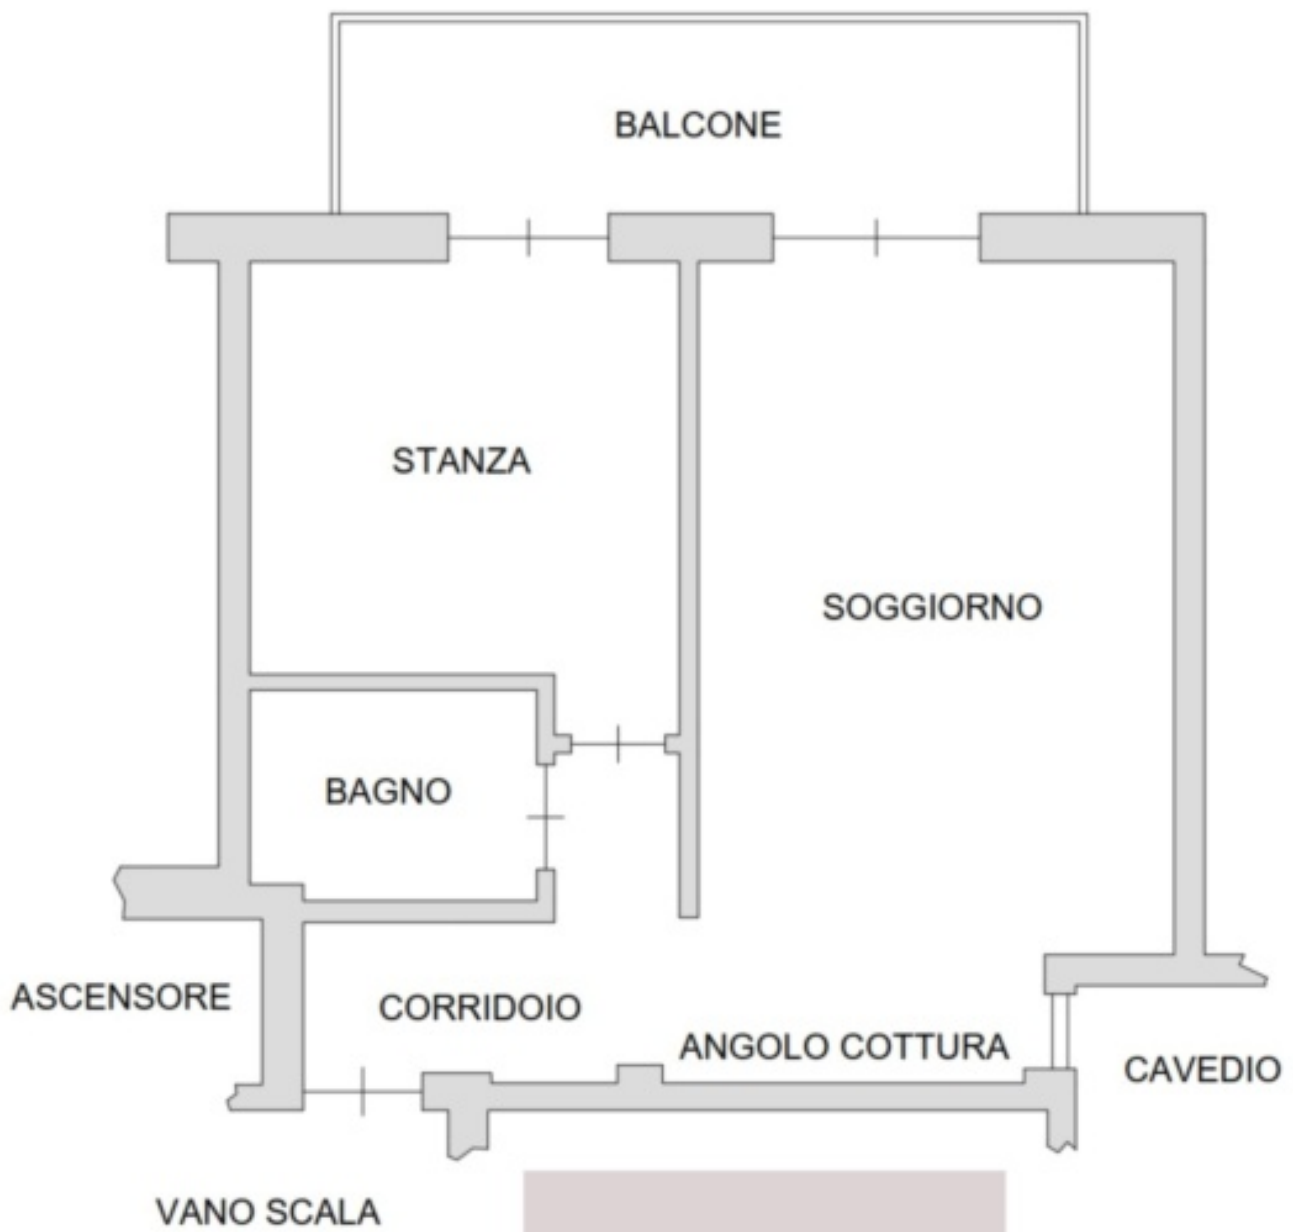 BALCONE
STANZA
SOGGIORNO
BAGNO
ASCENSORE
CORRIDOIO
ANGOLO COTTURA
CAVEDIO
VANO SCALA